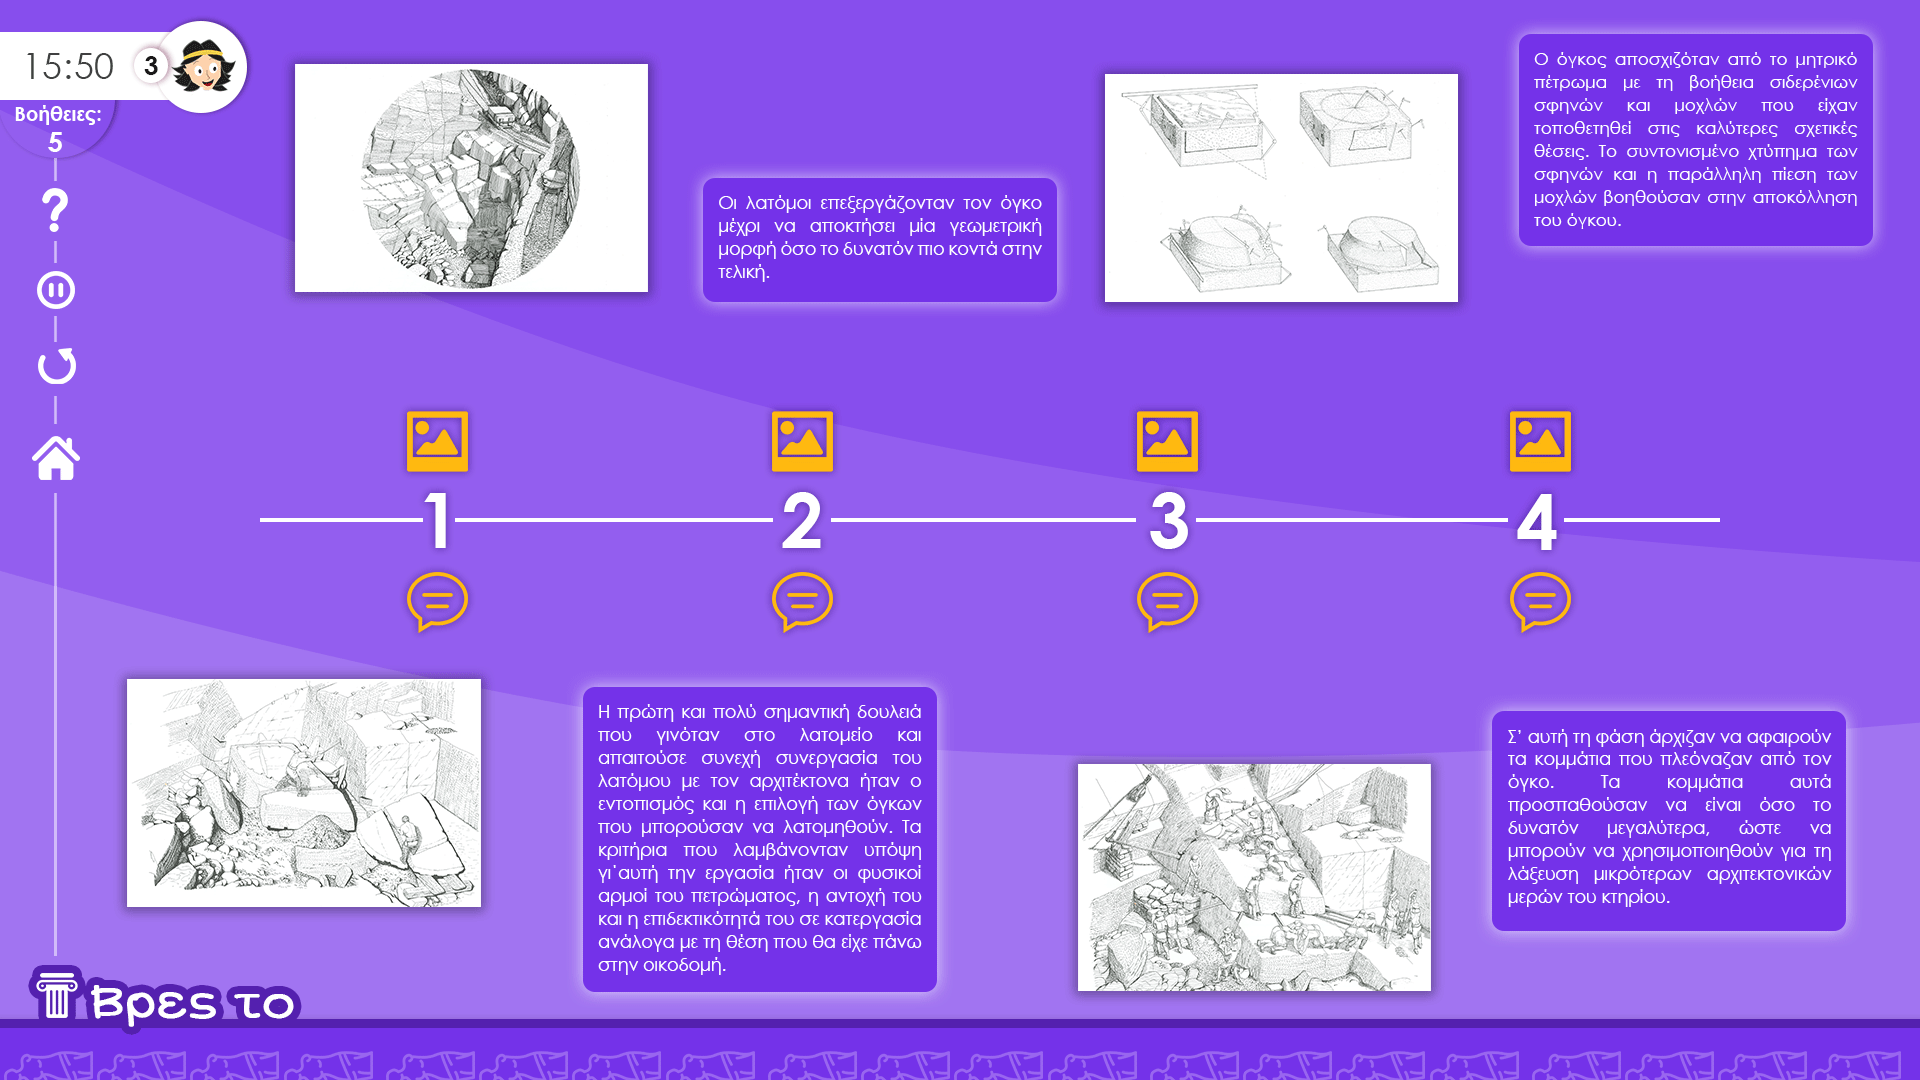 15:50
3
Βοήθειες:
5
Οι λατόμοι επεξεργάζονταν τον όγκο
μέχρι να αποκτήσει μία γεωμετρική
μορφή όσο το δυνατόν πιο κοντά στην
τελική.
Ο όγκος αποσχιζόταν από το μητρικό
πέτρωμα με τη βοήθεια σιδερένιων
σφηνών και μοχλών που είχαν
τοποθετηθεί στις καλύτερες σχετικές
θέσεις. Το συντονισμένο χτύπημα των
σφηνών και η παράλληλη πίεση των
μοχλών βοηθούσαν στην αποκόλληση
του όγκου.
1
2
3
4
Η πρώτη και πολύ σημαντική δουλειά
που γινόταν στο λατομείο και
απαιτούσε συνεχή συνεργασία του
λατόμου με τον αρχιτέκτονα ήταν ο
εντοπισμός και η επιλογή των όγκων
που μπορούσαν να λατομηθούν. Τα
κριτήρια που λαμβάνονταν υπόψη
γι΄αυτή την εργασία ήταν οι φυσικοί
αρμοί του πετρώματος, η αντοχή του
και η επιδεκτικότητά του σε κατεργασία
ανάλογα με τη θέση που θα είχε πάνω
στην οικοδομή.
Σ' αυτή τη φάση άρχιζαν να αφαιρούν
τα κομμάτια που πλεόναζαν από τον
όγκο. Τα κομμάτια αυτά
προσπαθούσαν να είναι όσο το
δυνατόν μεγαλύτερα, ώστε να
μπορούν να χρησιμοποιηθούν για τη
λάξευση μικρότερων αρχιτεκτονικών
μερών του κτηρίου.
Βρες το